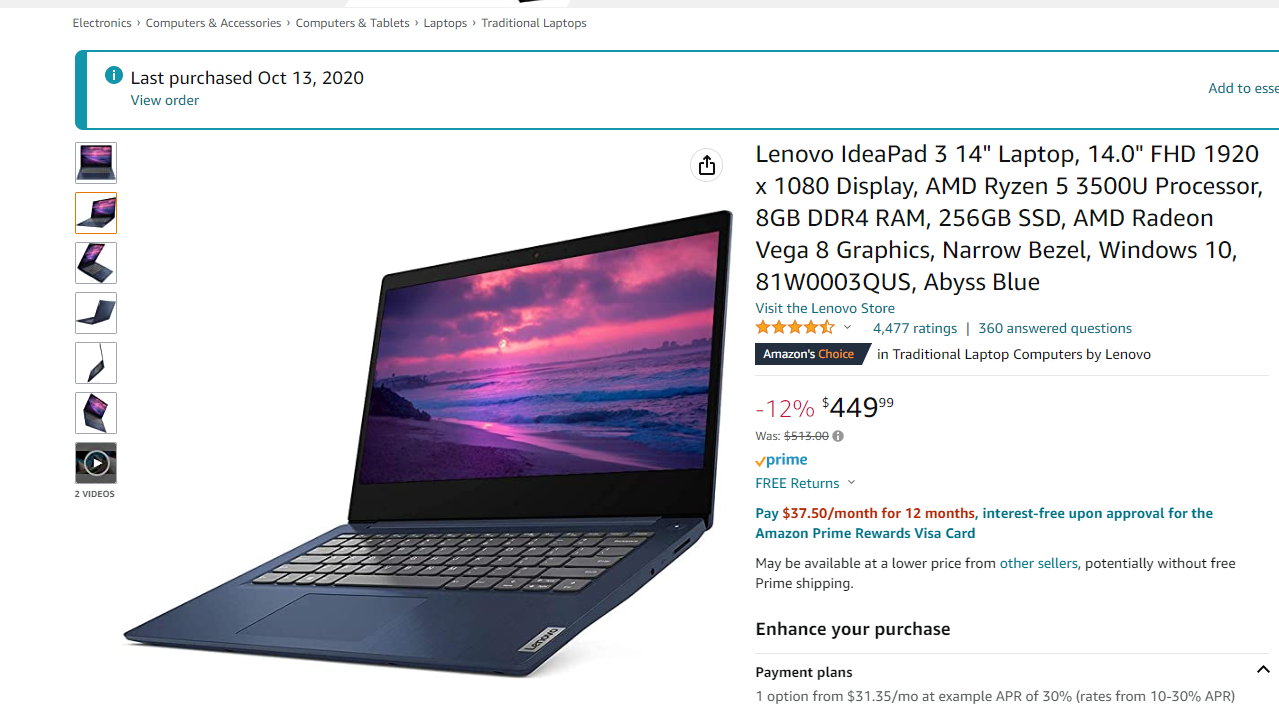 Electronics › Computers & Accessories › Computers & Tablets › Laptops › Traditional Laptops
Last purchased Oct 13, 2020
View order
Add to esse
Lenovo IdeaPad 3 14" Laptop, 14.0" FHD 1920
x 1080 Display, AMD Ryzen 5 3500U Processor,
8GB DDR4 RAM, 256GB SSD, AMD Radeon
Vega 8 Graphics, Narrow Bezel, Windows 10,
81W0003QUS, Abyss Blue
Visit the Lenovo Store
4,477 ratings | 360 answered questions
Amazon's Choice in Traditional Laptop Computers by Lenovo
-12% $44999
Was: $513.00
prime
FREE Returns
Pay $37.50/month for 12 months, interest-free upon approval for the
Amazon Prime Rewards Visa Card
May be available at a lower price from other sellers, potentially without free
Prime shipping.
Enhance your purchase
Payment plans
1 option from $31.35/mo at example APR of 30% (rates from 10-30% APR)
2 VIDEOS
Lenovo